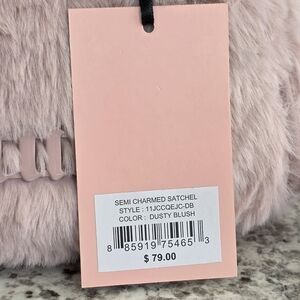 SEMI CHARMED SATCHEL
STYLE : 11JCCQEJC-DB
COLOR : DUSTY BLUSH
8 85919 75465 3
$ 79.00